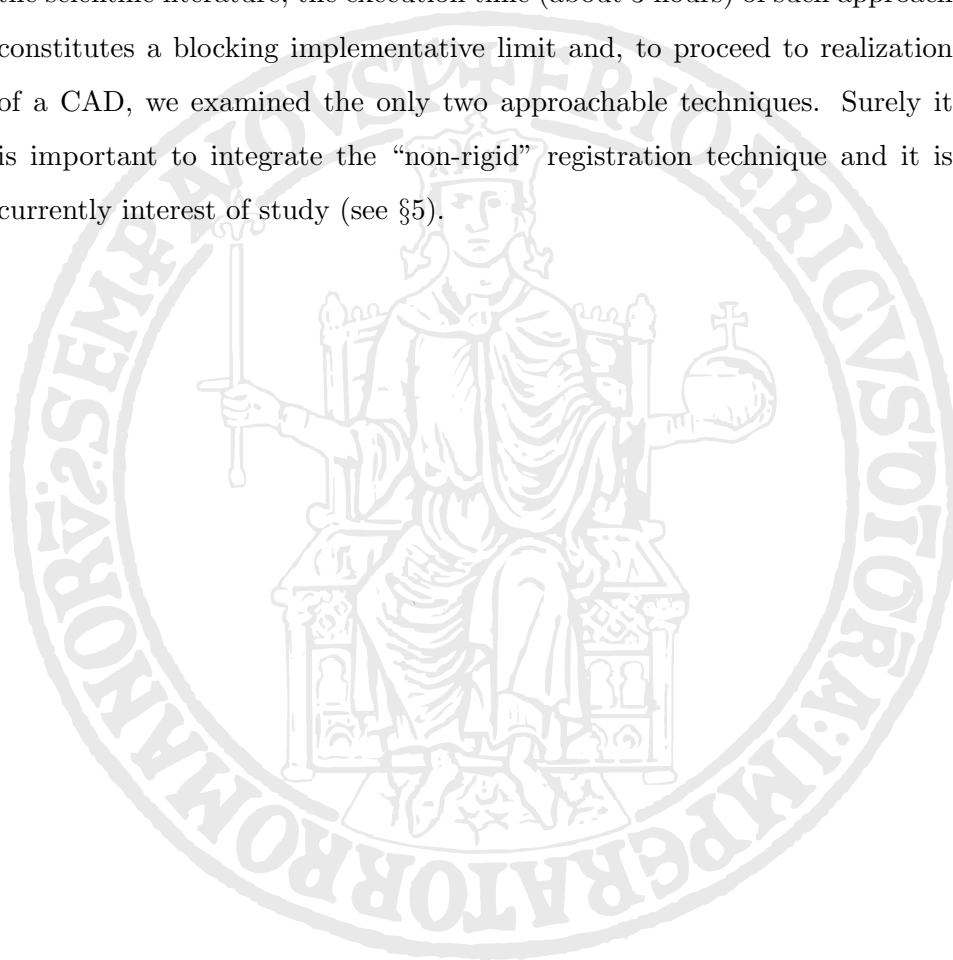 the scientific literature, the execution time (about hours) of such approach
constitutes a blocking implementative limit and, to proceed to realization
of a CAD, we examined the only two approachable techniques. Surely it
is important to integrate the “non-rigid” registration technique and it is
currently interest of study (see §5).
IMPERATORROMANORV